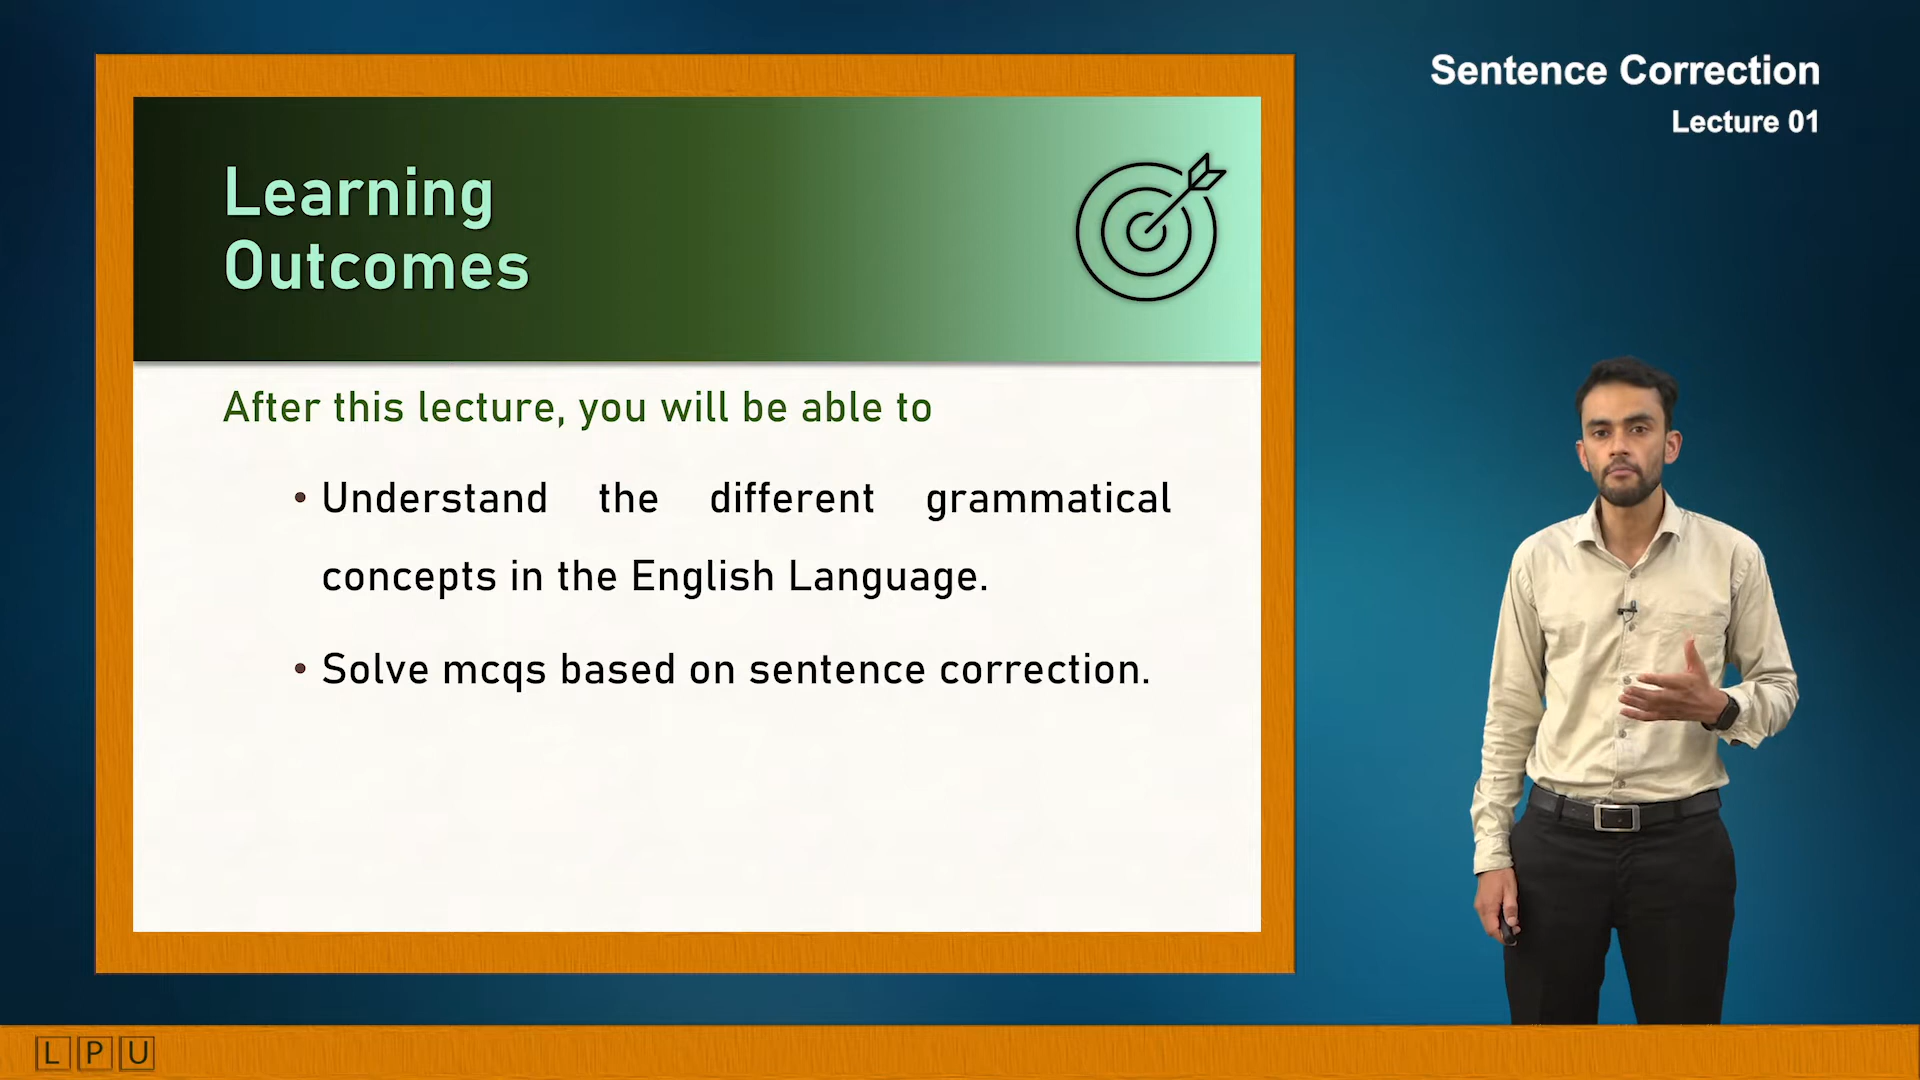 Sentence Correction
Lecture 01
Learning
Outcomes
After this lecture, you will be able to
• Understand the different grammatical
concepts in the English Language.
• Solve mcqs based on sentence correction.
LPU